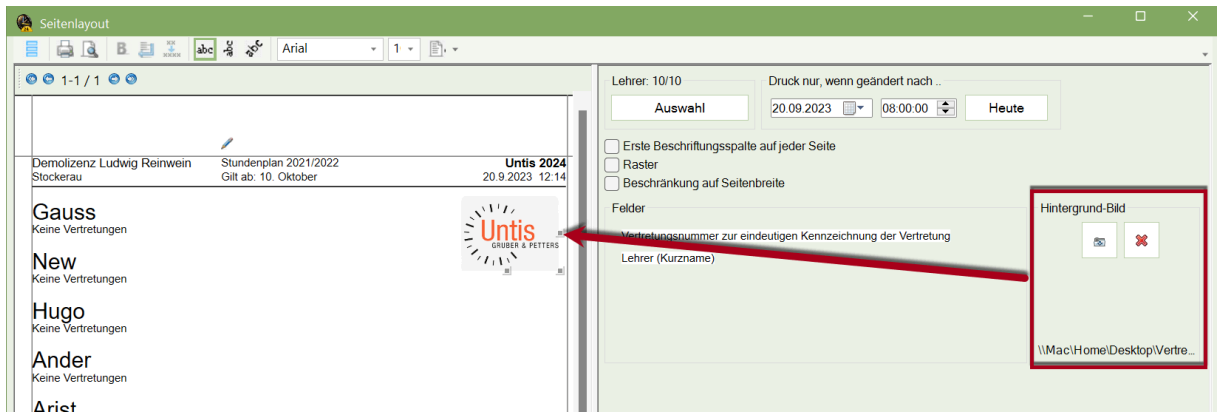 Seitenlayout
B
abc
Arial
1-1 / 1
Lehrer: 10/10
Druck nur, wenn geändert nach ..
Auswahl
20.09.2023
08:00:00
Heute
Erste Beschriftungsspalte auf jeder Seite
Raster
Beschränkung auf Seitenbreite
Demolizenz Ludwig Reinwein
Stundenplan 2021/2022
Untis 2024
Stockerau
Gilt ab: 10. Oktober
20.9.2023 12:14
Gauss
Keine Vertretungen
Untis
GRUBER & PETTERS
New
Keine Vertretungen
Hugo
Keine Vertretungen
Ander
Keine Vertretungen
Arist
Felder
Vertretungsnummer zur eindeutigen Kennzeichnung der Vertretung
Lehrer (Kurzname)
Hintergrund-Bild
\\Mac\Home\Desktop\Vertre...